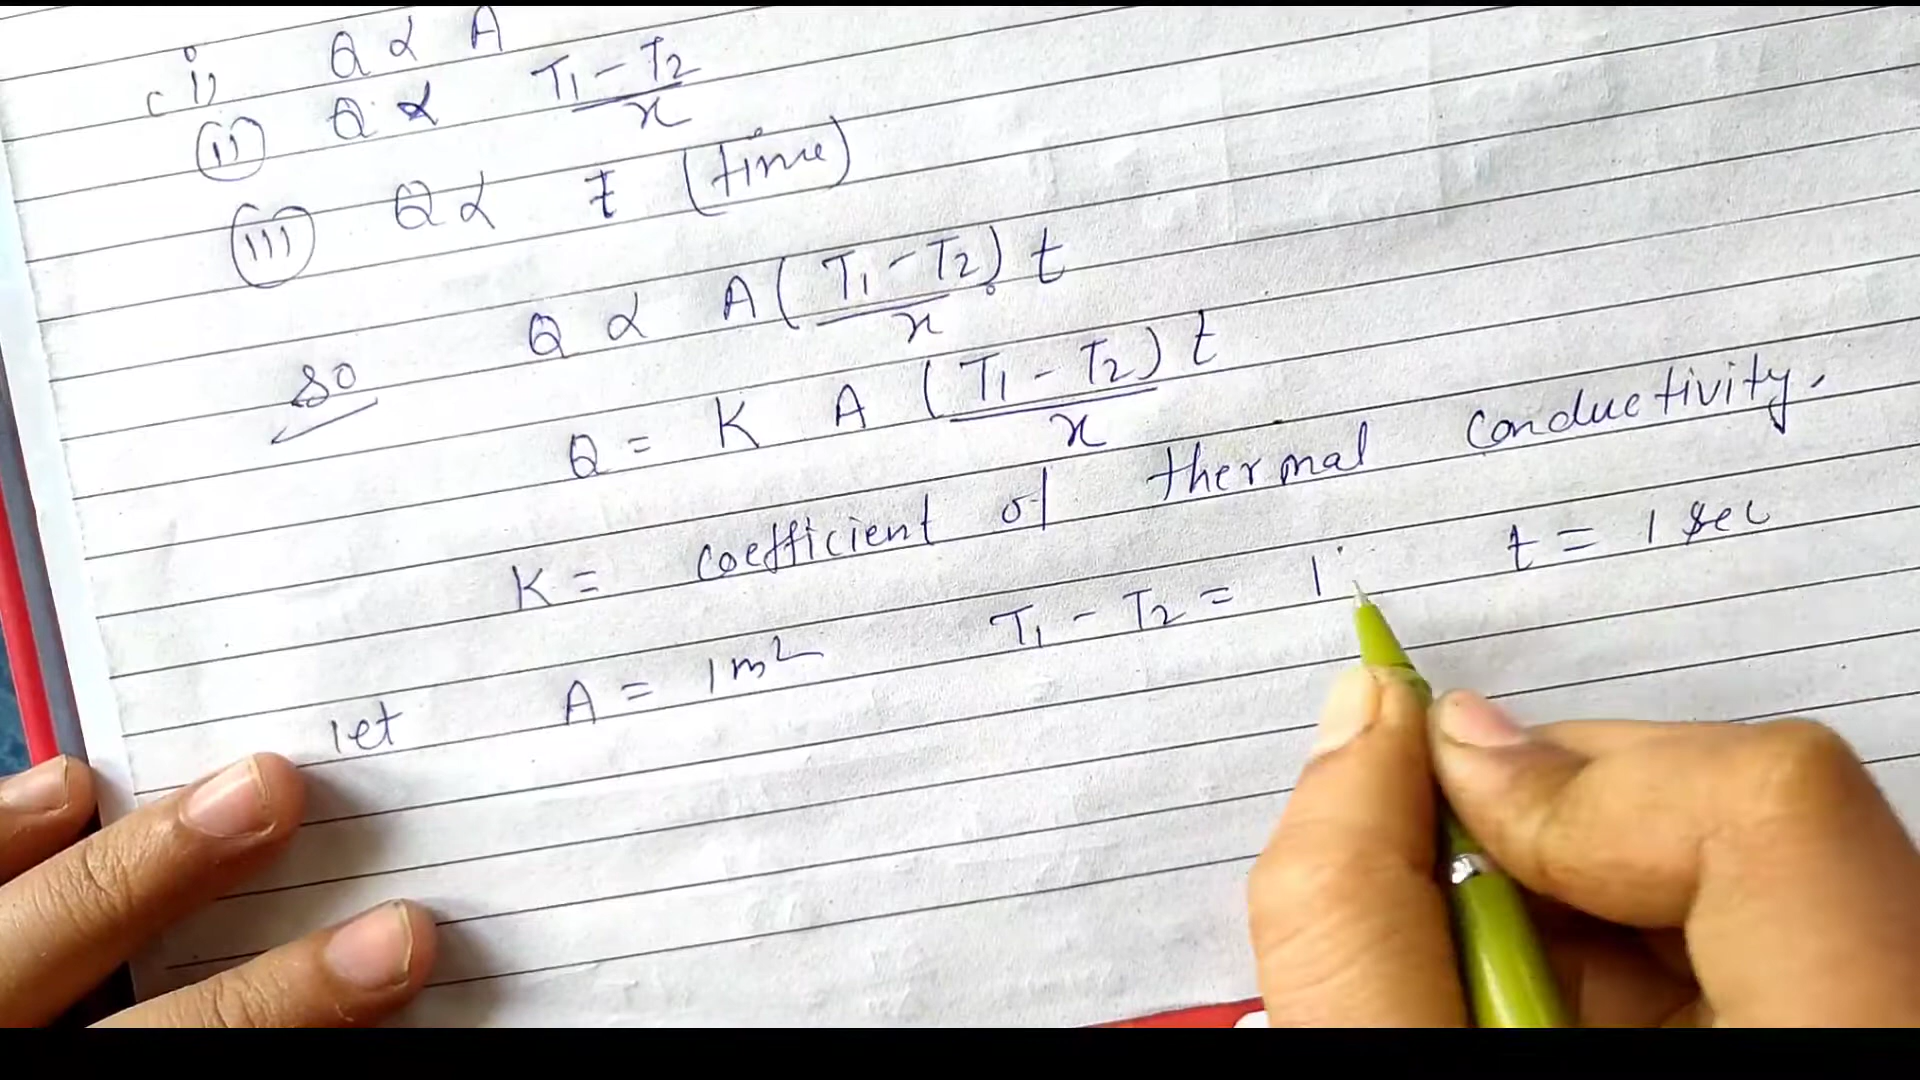 (i) Q α A
(ii) Q α T1 - T2 / x
(iii) Q α t (time)
so Q α A (T1 - T2) / x . t
Q = K A (T1 - T2) / x t
K = coefficient of thermal conductivity.
let A = 1m² T1 - T2 = 1° t = 1 sec